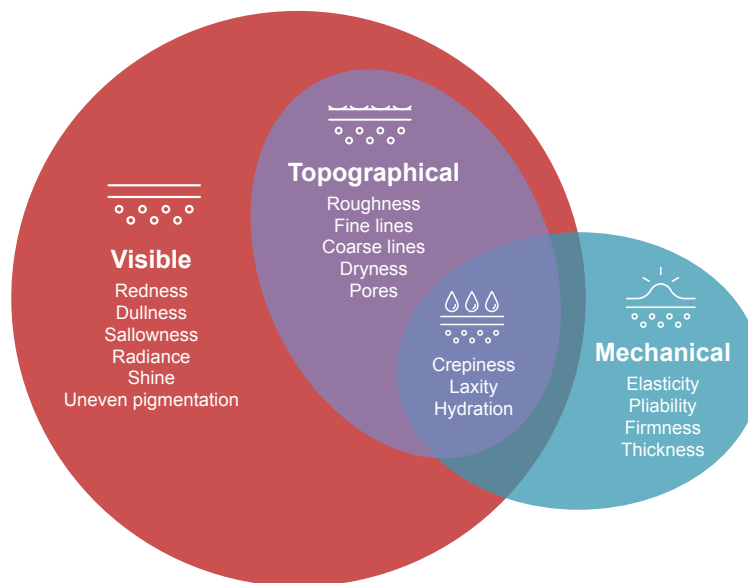 Visible
Redness
Dullness
Sallowness
Radiance
Shine
Uneven pigmentation
Topographical
Roughness
Fine lines
Coarse lines
Dryness
Pores
Crepiness
Laxity
Hydration
Mechanical
Elasticity
Pliability
Firmness
Thickness